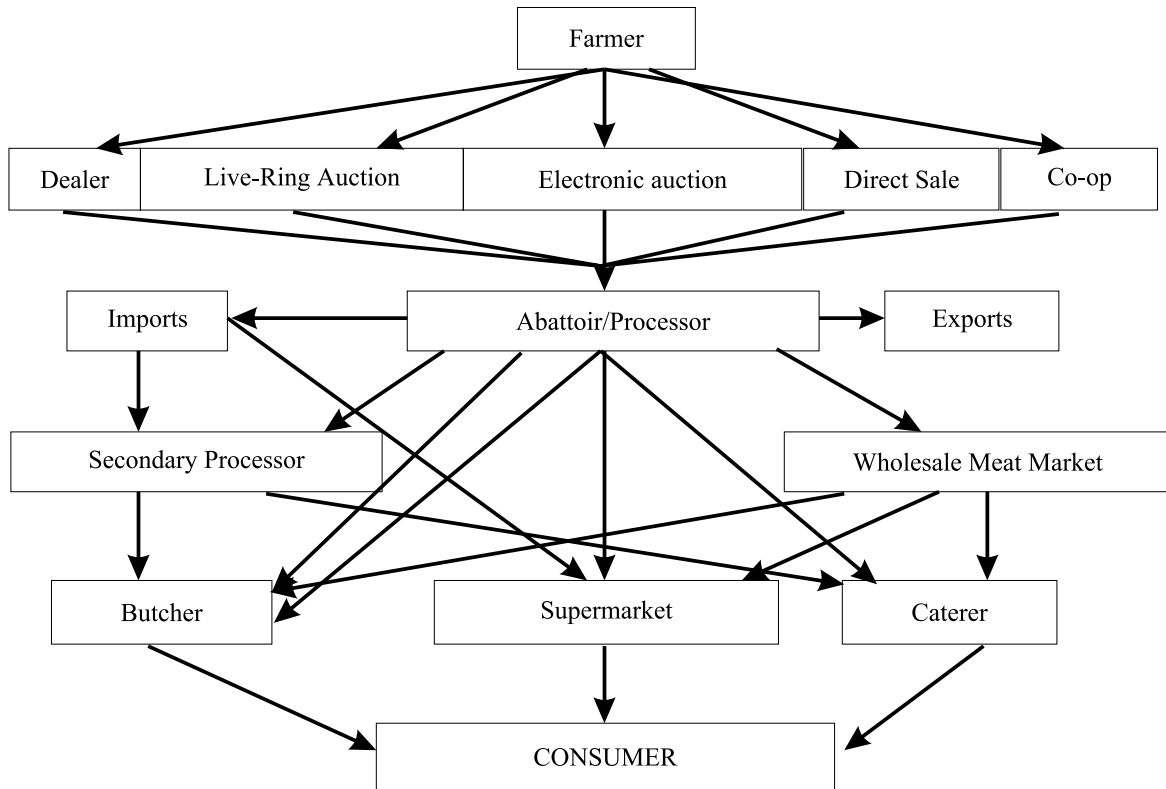 Farmer
Dealer
Live-Ring Auction
Electronic auction
Direct Sale
Co-op
Imports
Abattoir/Processor
Exports
Secondary Processor
Wholesale Meat Market
Butcher
Supermarket
Caterer
CONSUMER